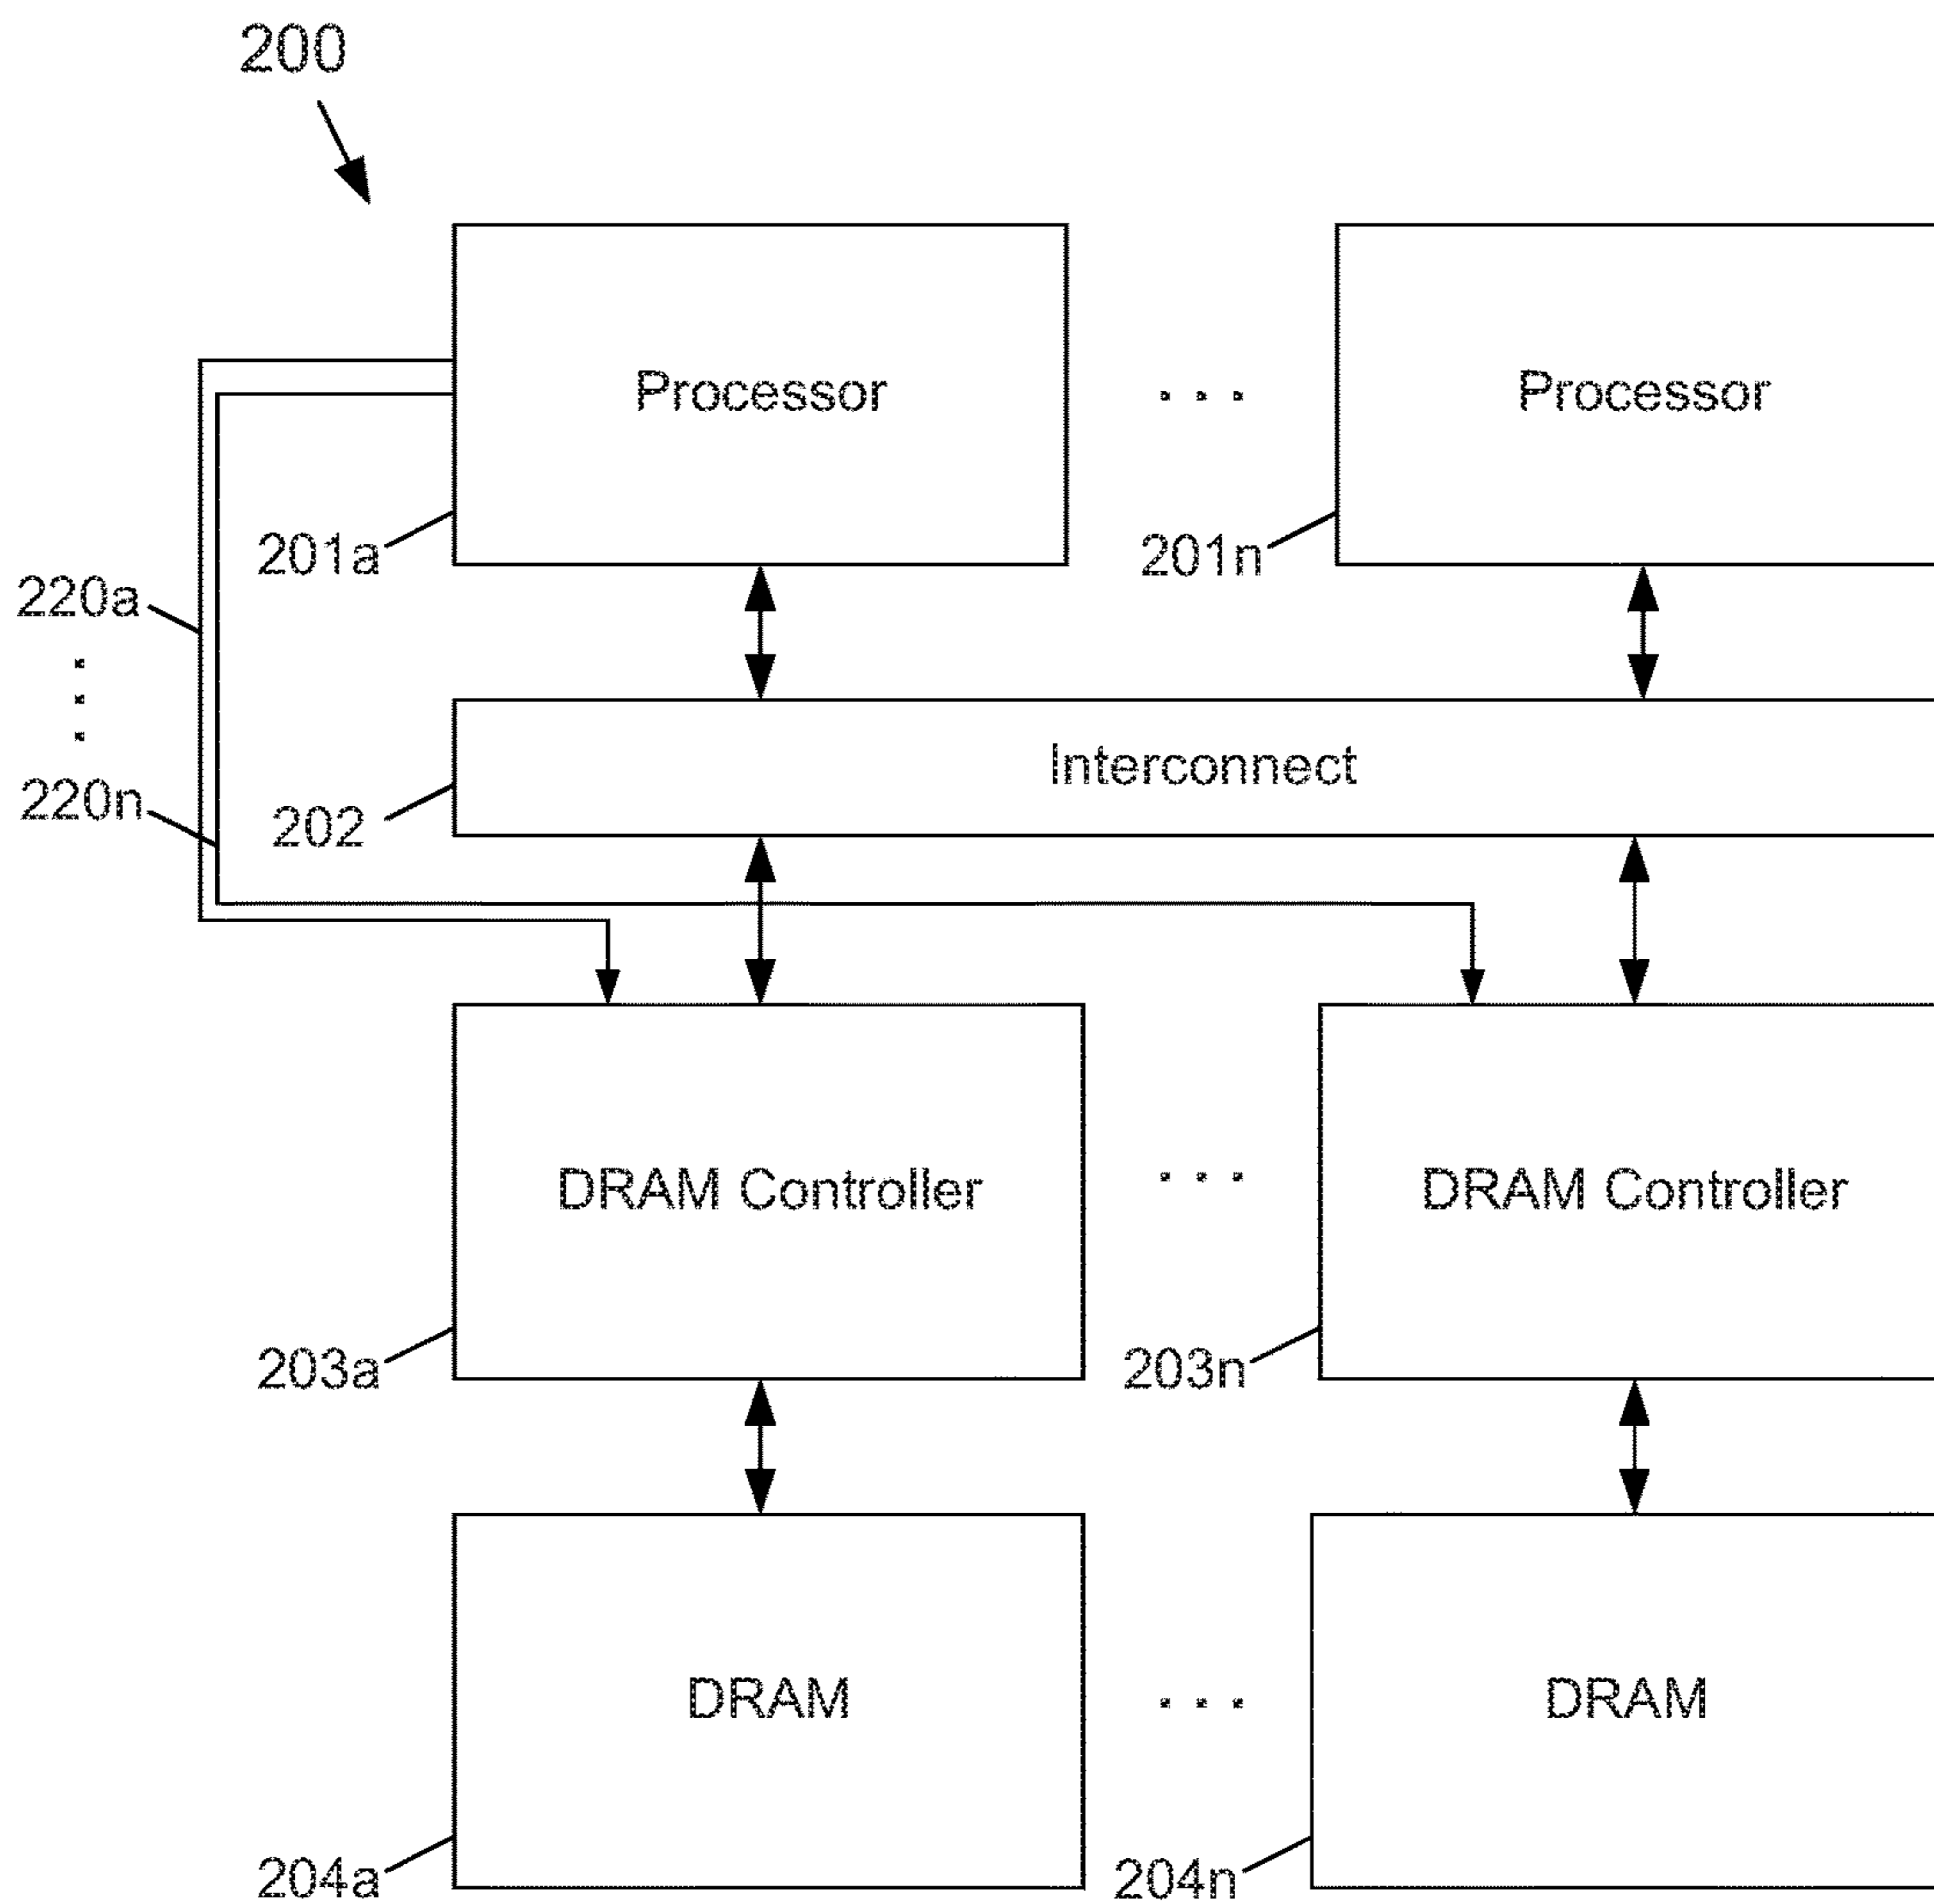 200
Processor
. . .
Processor
201a
201n
220a
.
.
.
220n
Interconnect
202
DRAM Controller
. . .
DRAM Controller
203a
203n
DRAM
. . .
DRAM
204a
204n